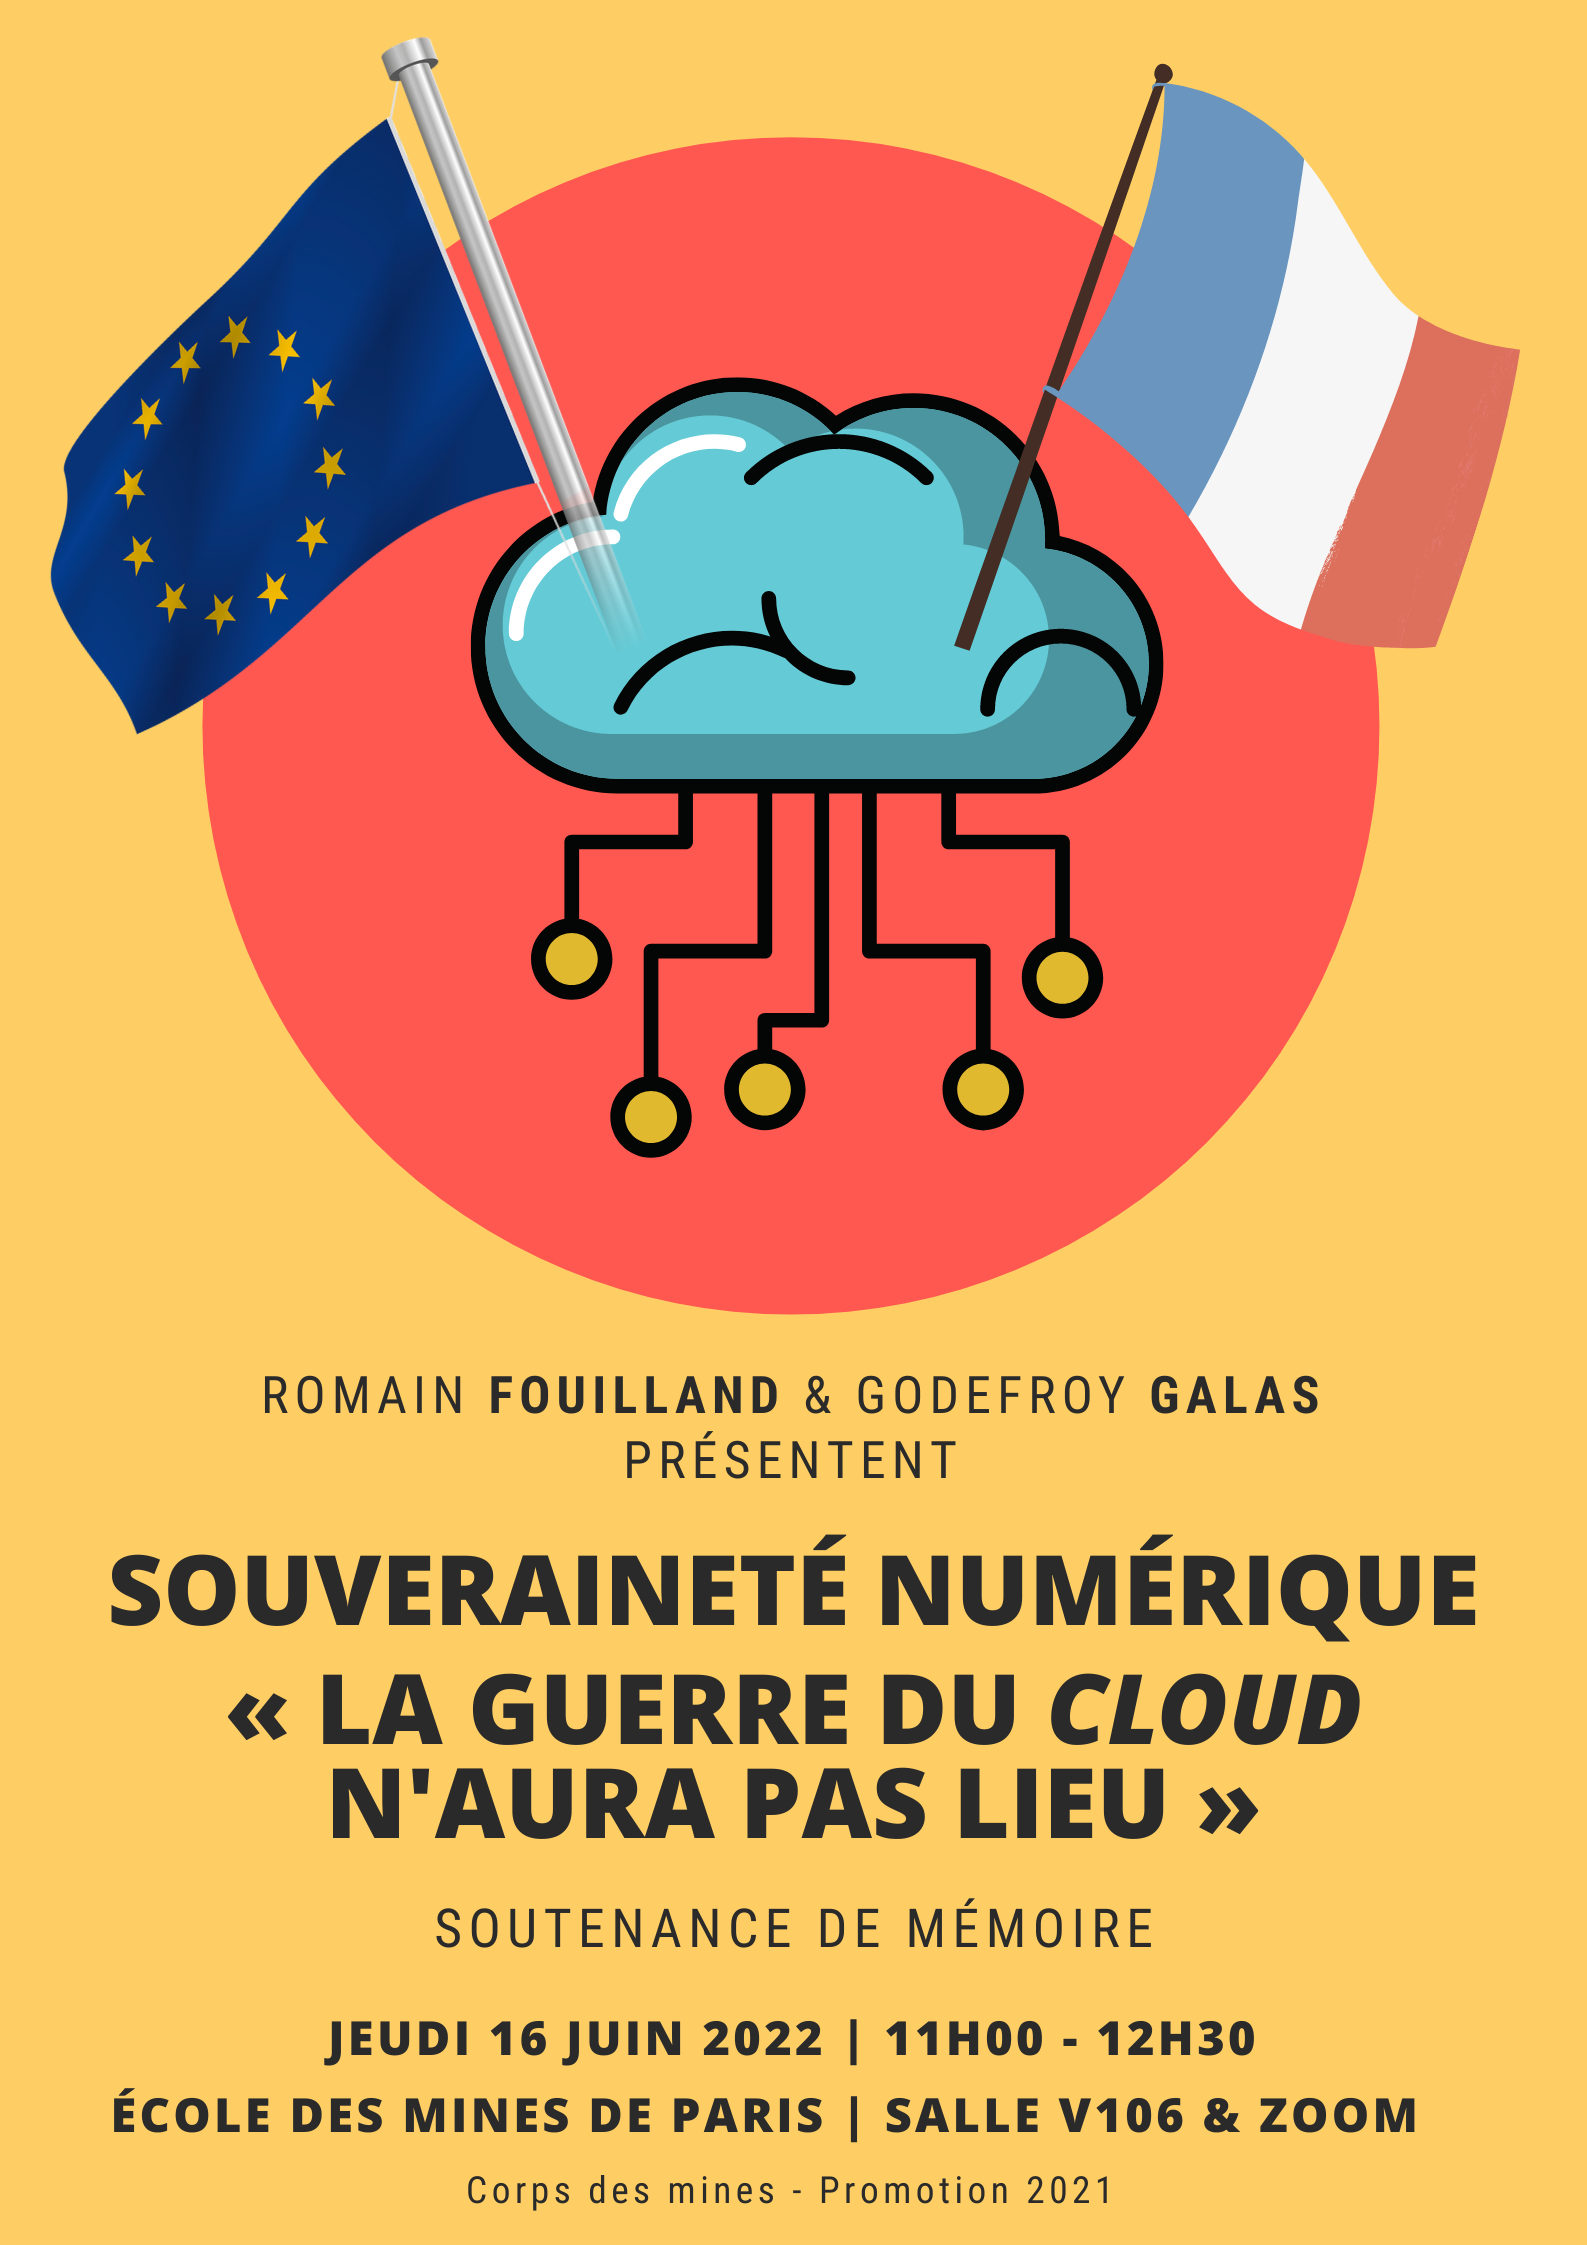 ROMAIN FOUILLAND & GODEFROY GALAS
PRÉSENTENT
SOUVERAINETÉ NUMÉRIQUE
« LA GUERRE DU CLOUD
N'AURA PAS LIEU »
SOUTENANCE DE MÉMOIRE
JEUDI 16 JUIN 2022 | 11H00 - 12H30
ÉCOLE DES MINES DE PARIS | SALLE V106 & ZOOM
Corps des mines - Promotion 2021